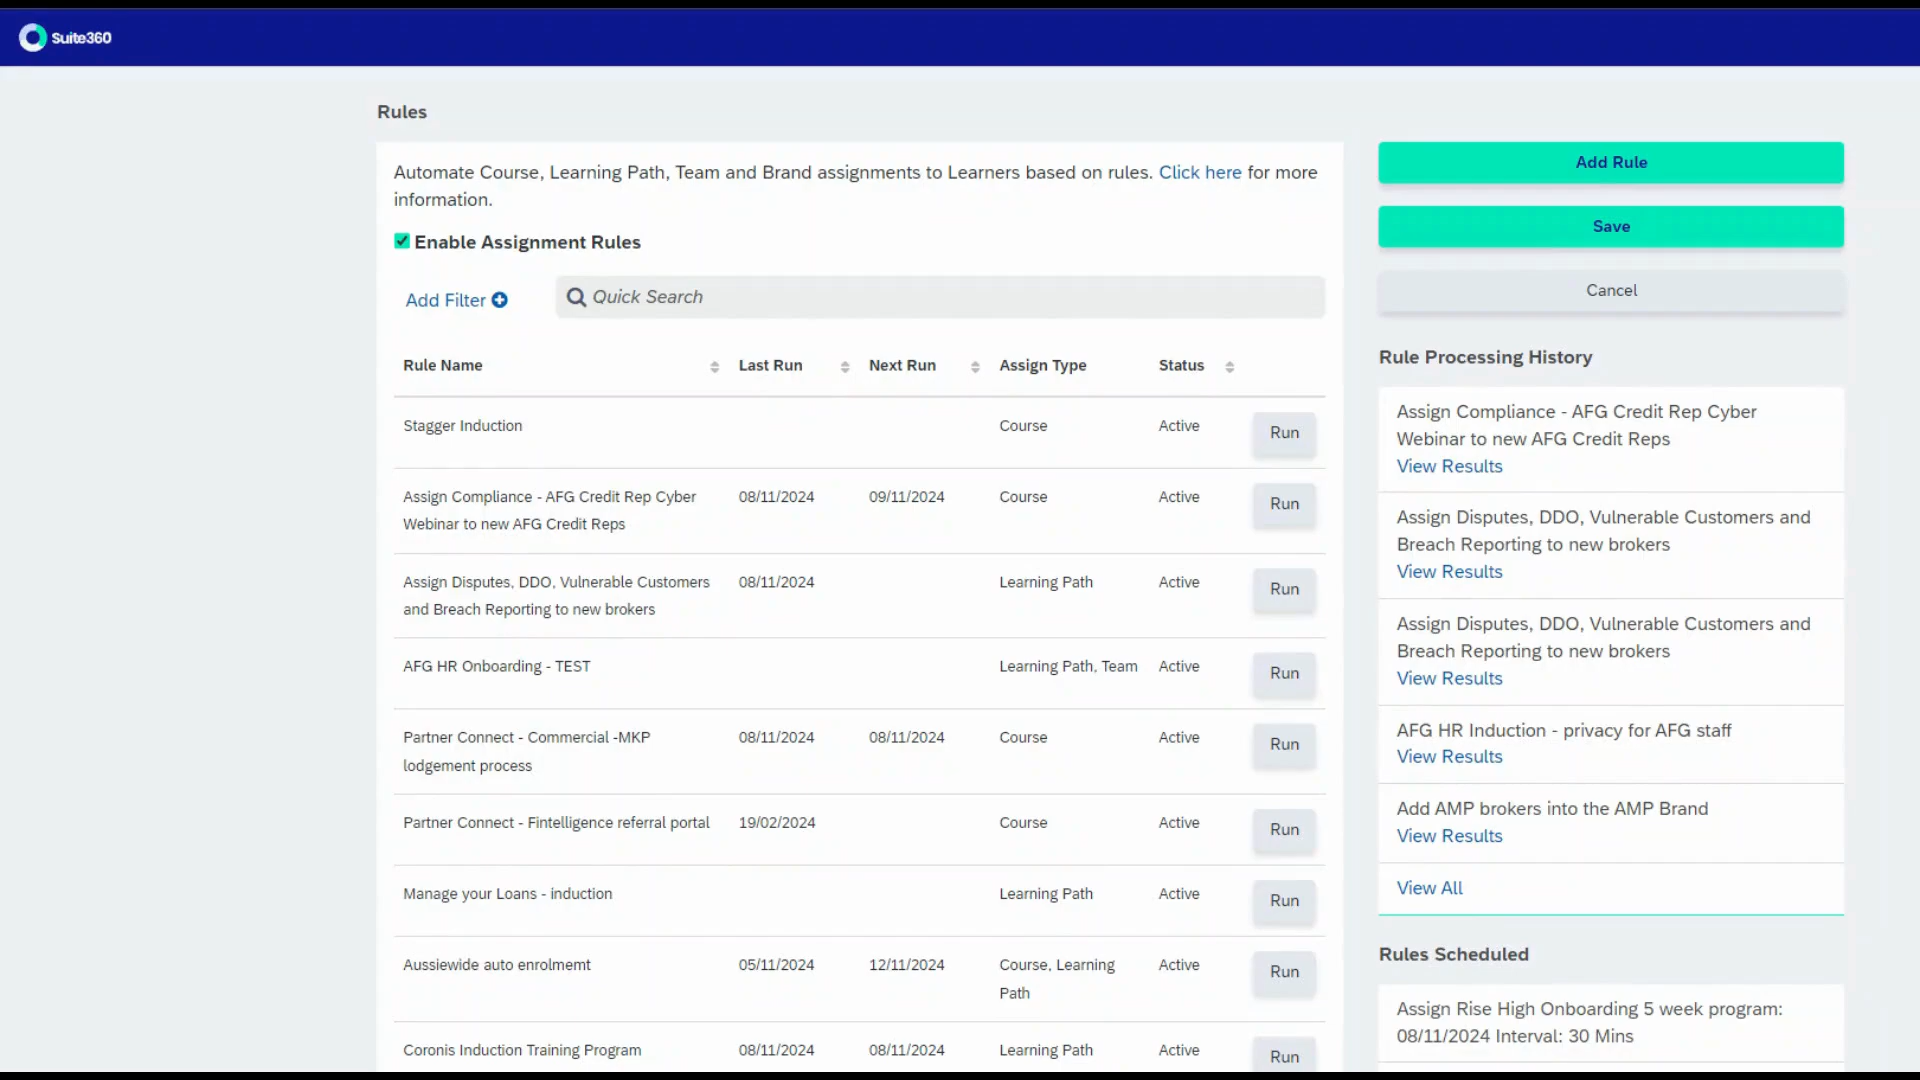 Suite360
Rules
Automate Course, Learning Path, Team and Brand assignments to Learners based on rules. Click here for more
information.
Enable Assignment Rules
Add Filter
Quick Search
Rule Name Last Run Next Run Assign Type Status
Stagger Induction Course Active Run
Assign Compliance - AFG Credit Rep Cyber 08/11/2024 09/11/2024 Course Active Run
Webinar to new AFG Credit Reps
Assign Disputes, DDO, Vulnerable Customers 08/11/2024 Learning Path Active Run
and Breach Reporting to new brokers
AFG HR Onboarding - TEST Learning Path, Team Active Run
Partner Connect - Commercial -MKP 08/11/2024 08/11/2024 Course Active Run
lodgement process
Partner Connect - Fintelligence referral portal 19/02/2024 Course Active Run
Manage your Loans - induction Learning Path Active Run
Aussiewide auto enrolmemt 05/11/2024 12/11/2024 Course, Learning Active Run
Path
Coronis Induction Training Program 08/11/2024 08/11/2024 Learning Path Active Run
Add Rule
Save
Cancel
Rule Processing History
Assign Compliance - AFG Credit Rep Cyber
Webinar to new AFG Credit Reps
View Results
Assign Disputes, DDO, Vulnerable Customers and
Breach Reporting to new brokers
View Results
Assign Disputes, DDO, Vulnerable Customers and
Breach Reporting to new brokers
View Results
AFG HR Induction - privacy for AFG staff
View Results
Add AMP brokers into the AMP Brand
View Results
View All
Rules Scheduled
Assign Rise High Onboarding 5 week program:
08/11/2024 Interval: 30 Mins